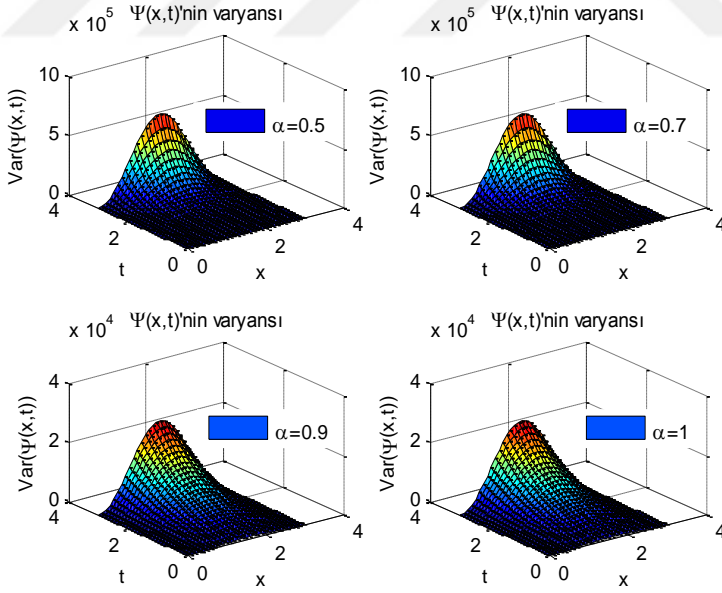 x 10^5 Ψ(x,t)'nin varyansı
Var(Ψ(x,t))
10
5
0
4
2
0
t
0
2
4
x
α=0.5
x 10^5 Ψ(x,t)'nin varyansı
Var(Ψ(x,t))
10
5
0
4
2
0
t
0
2
4
x
α=0.7
x 10^4 Ψ(x,t)'nin varyansı
Var(Ψ(x,t))
4
2
0
4
2
0
t
0
2
4
x
α=0.9
x 10^4 Ψ(x,t)'nin varyansı
Var(Ψ(x,t))
4
2
0
4
2
0
t
0
2
4
x
α=1